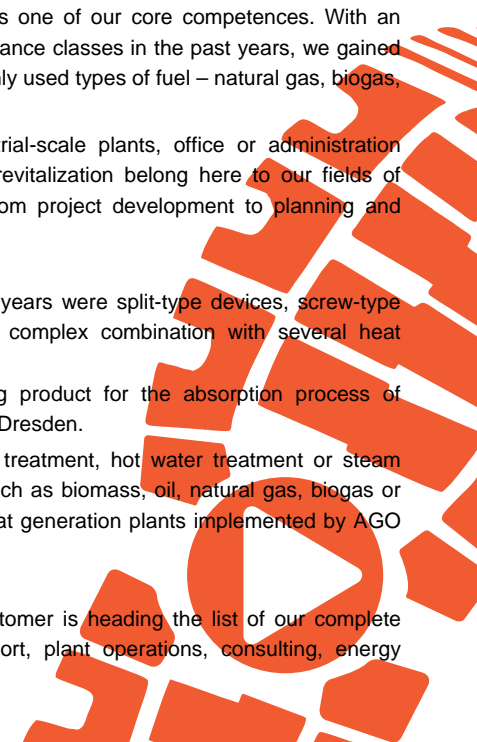 s one of our core competences. With an
ance classes in the past years, we gained
nly used types of fuel – natural gas, biogas,
trial-scale plants, office or administration
revitalization belong here to our fields of
om project development to planning and
years were split-type devices, screw-type
complex combination with several heat
g product for the absorption process of
Dresden.
treatment, hot water treatment or steam
ch as biomass, oil, natural gas, biogas or
at generation plants implemented by AGO
stomer is heading the list of our complete
ort, plant operations, consulting, energy